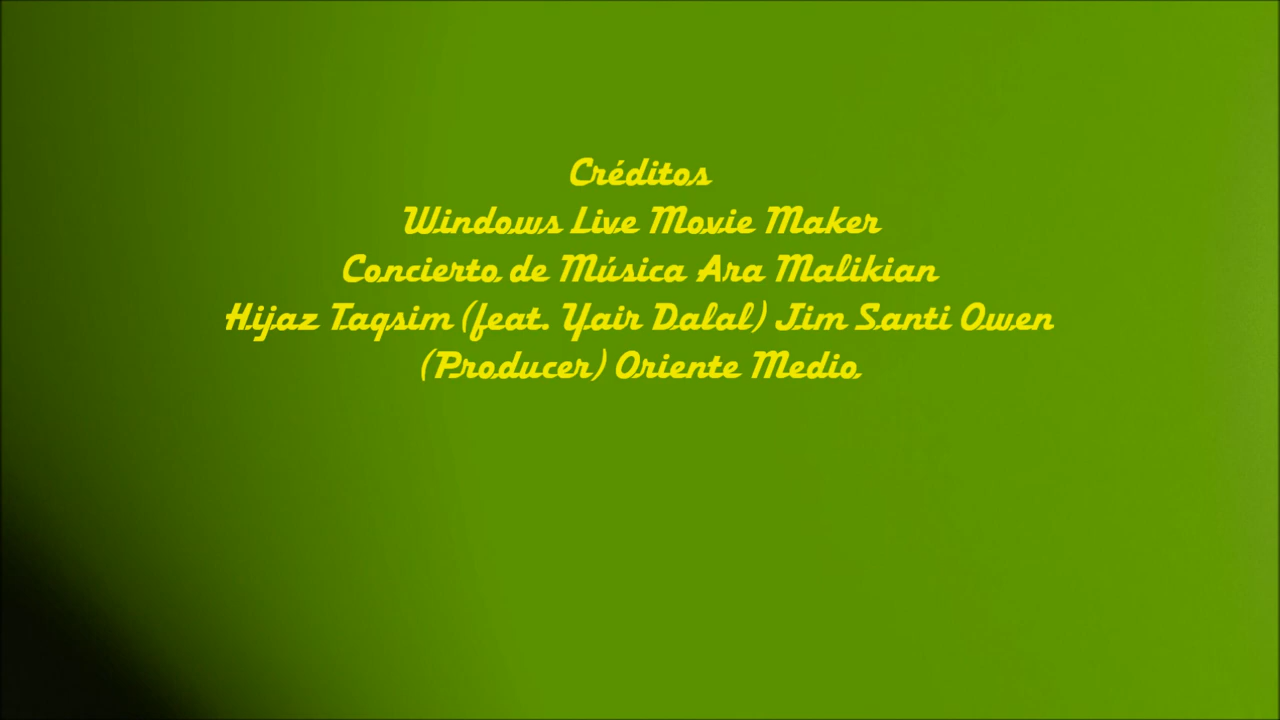 Créditos
Windows Live Movie Maker
Concierto de Música Ara Malikian
Hijaz Taqsim (feat. Yair Dalal) Jim Santi Owen
(Producer) Oriente Medio